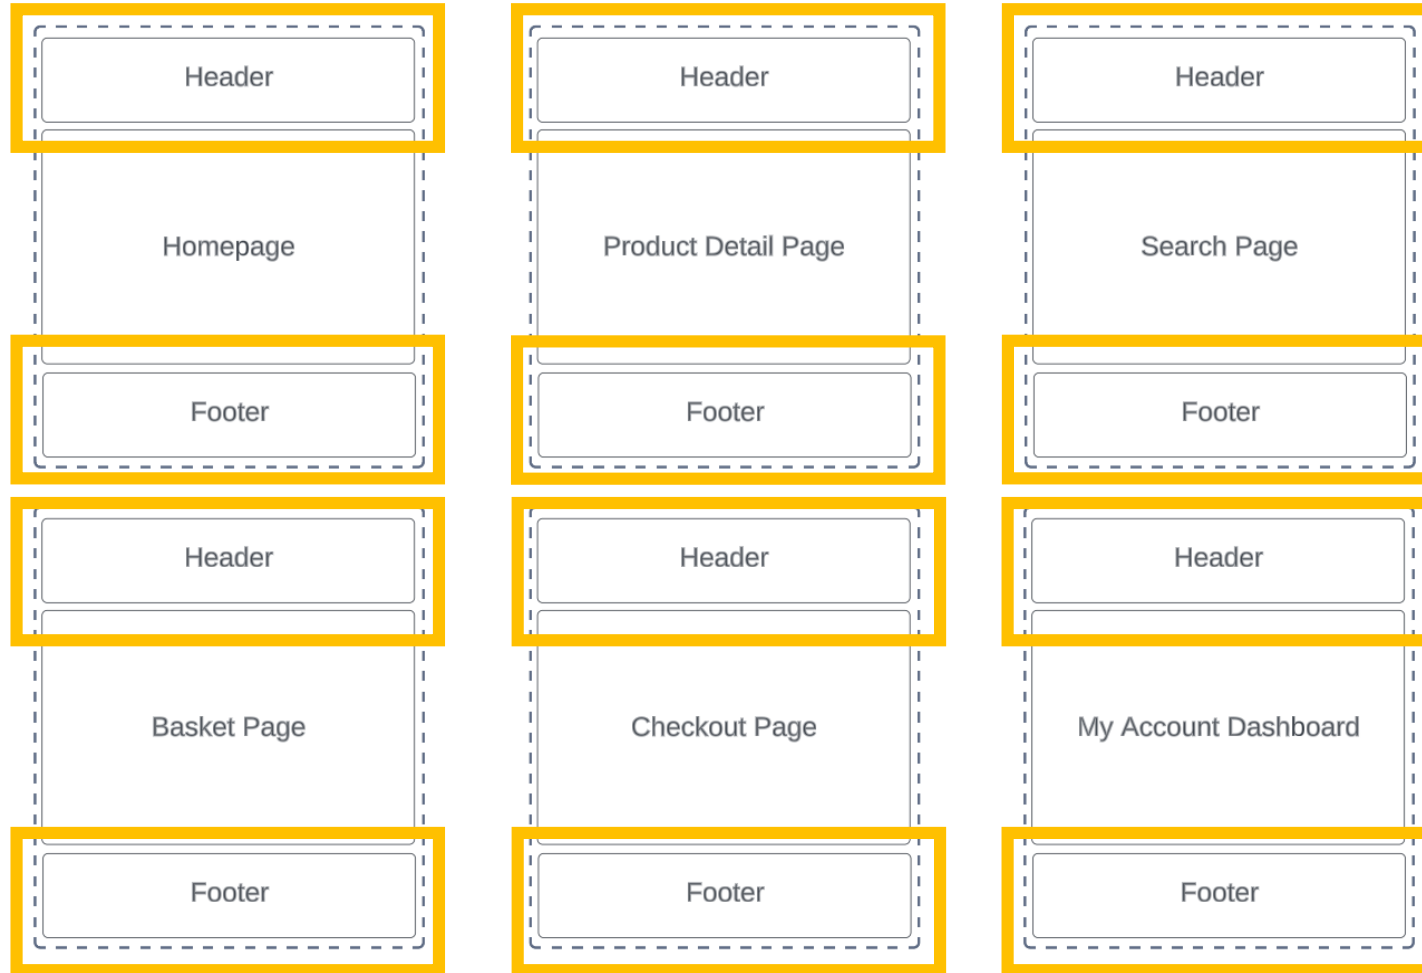 Header
Header
Header
Homepage
Product Detail Page
Search Page
Footer
Footer
Footer
Header
Header
Header
Basket Page
Checkout Page
My Account Dashboard
Footer
Footer
Footer